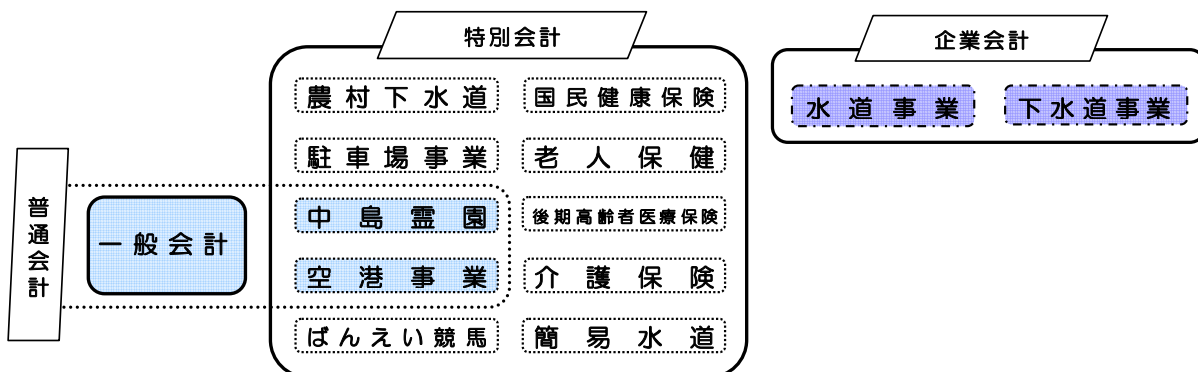 特別会計
企業会計
農村下水道
国民健康保険
水道事業
下水道事業
駐車場事業
老人保健
普通会計
一般会計
中島霊園
後期高齢者医療保険
空港事業
介護保険
ばんえい競馬
簡易水道